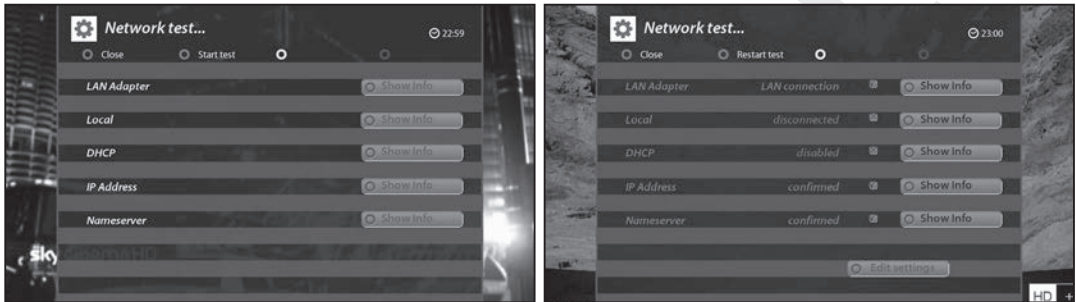 Network test...
22:59
Close Start test
LAN Adapter Show Info
Local Show Info
DHCP Show Info
IP Address Show Info
Nameserver Show Info
sky cinema HD
Network test...
23:00
Close Restart test
LAN Adapter LAN connection Show Info
Local disconnected Show Info
DHCP disabled Show Info
IP Address confirmed Show Info
Nameserver confirmed Show Info
Edit settings
HD +